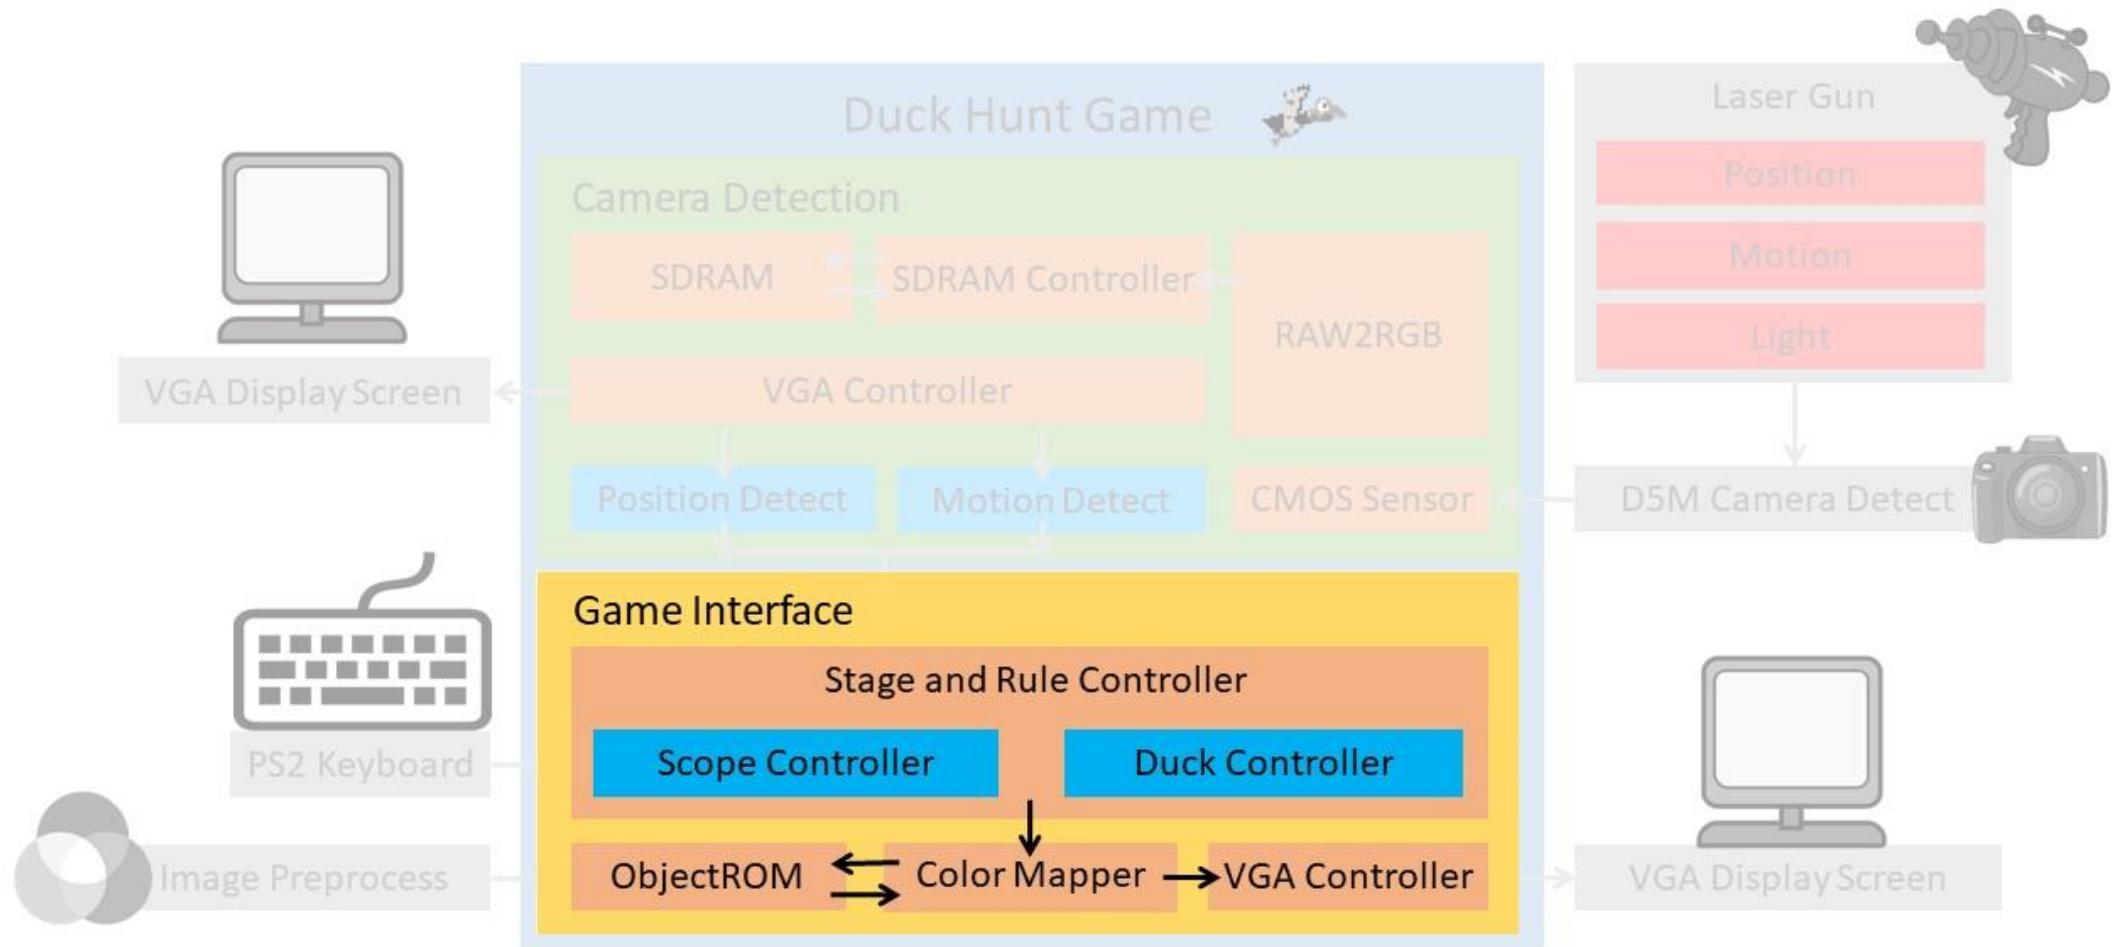 Duck Hunt Game
Laser Gun
Position
Motion
Light
Camera Detection
SDRAM
SDRAM Controller
RAW2RGB
VGA Controller
VGA Display Screen
Position Detect
Motion Detect
CMOS Sensor
D5M Camera Detect
Game Interface
Stage and Rule Controller
Scope Controller
Duck Controller
PS2 Keyboard
Image Preprocess
ObjectROM
Color Mapper
VGA Controller
VGA Display Screen